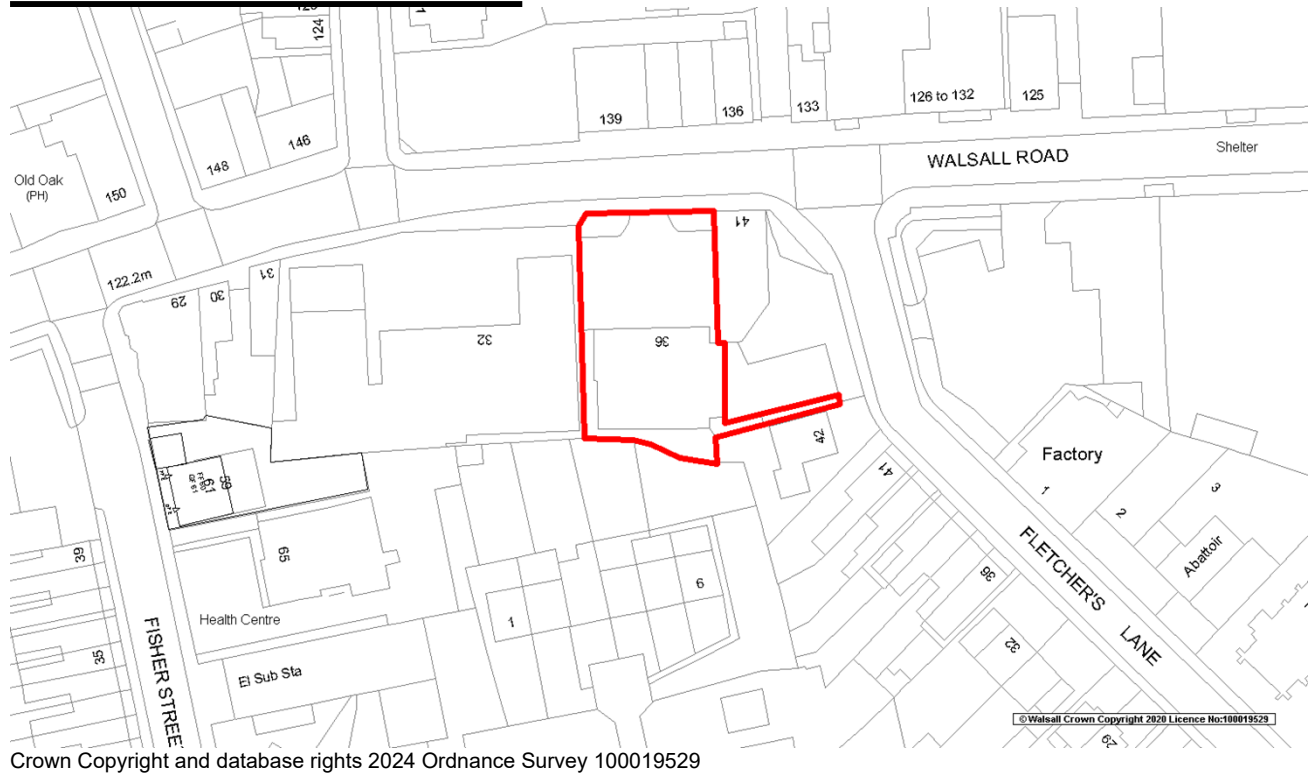 124
139
136
133
126 to 132
125
WALSALL ROAD
Shelter
148
146
Old Oak
(PH)
150
122.2m
29
30
31
32
36
41
42
41
Factory
1
2
3
Abattoir
36
FLETCHER'S
LANE
32
29
61
59
59
39
35
Health Centre
1
6
El Sub Sta
FISHER STREE
© Walsall Crown Copyright 2020 Licence No:100019529
Crown Copyright and database rights 2024 Ordnance Survey 100019529